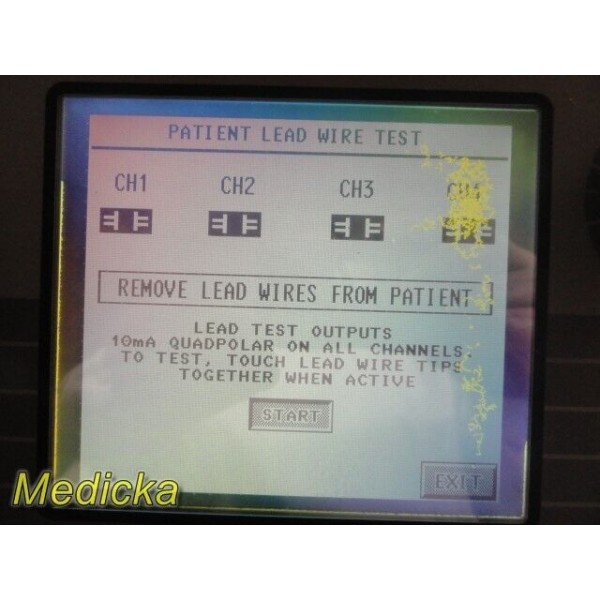 PATIENT LEAD WIRE TEST
CH1 CH2 CH3 CH4
REMOVE LEAD WIRES FROM PATIENT
LEAD TEST OUTPUTS
10mA QUADPOLAR ON ALL CHANNELS.
TO TEST, TOUCH LEAD WIRE TIPS
TOGETHER WHEN ACTIVE
START
EXIT
Medicka